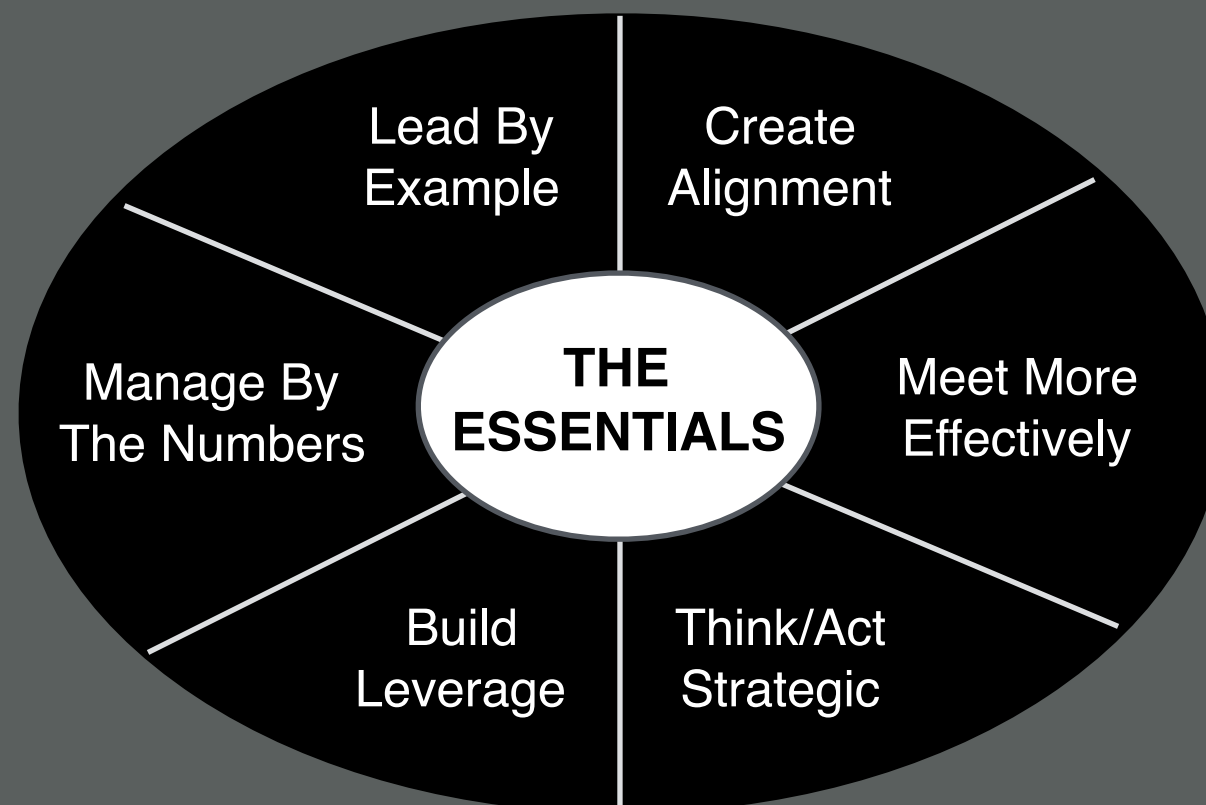 Lead By
Example
Create
Alignment
Manage By
The Numbers
THE
ESSENTIALS
Meet More
Effectively
Build
Leverage
Think/Act
Strategic